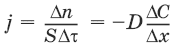 j = Δn / SΔτ = −D ΔC / Δx